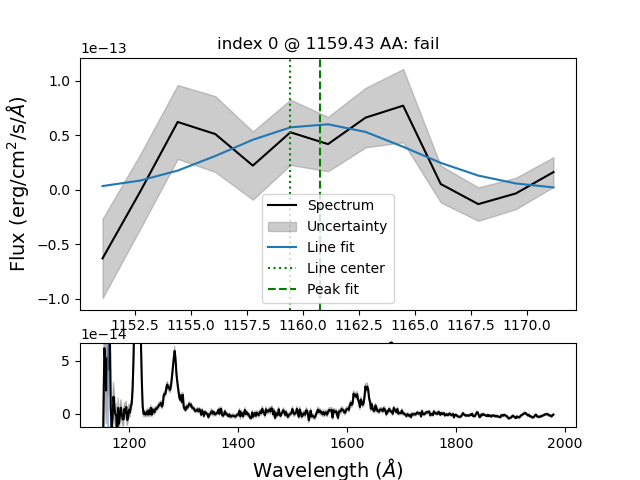 index 0 @ 1159.43 AA: fail
1e−13
1.0
0.5
0.0
−0.5
−1.0
Flux (erg/cm²/s/Å)
Spectrum
Uncertainty
Line fit
Line center
Peak fit
1152.5 1155.0 1157.5 1160.0 1162.5 1165.0 1167.5 1170.0
1e−14
5
0
1200 1400 1600 1800 2000
Wavelength (Å)